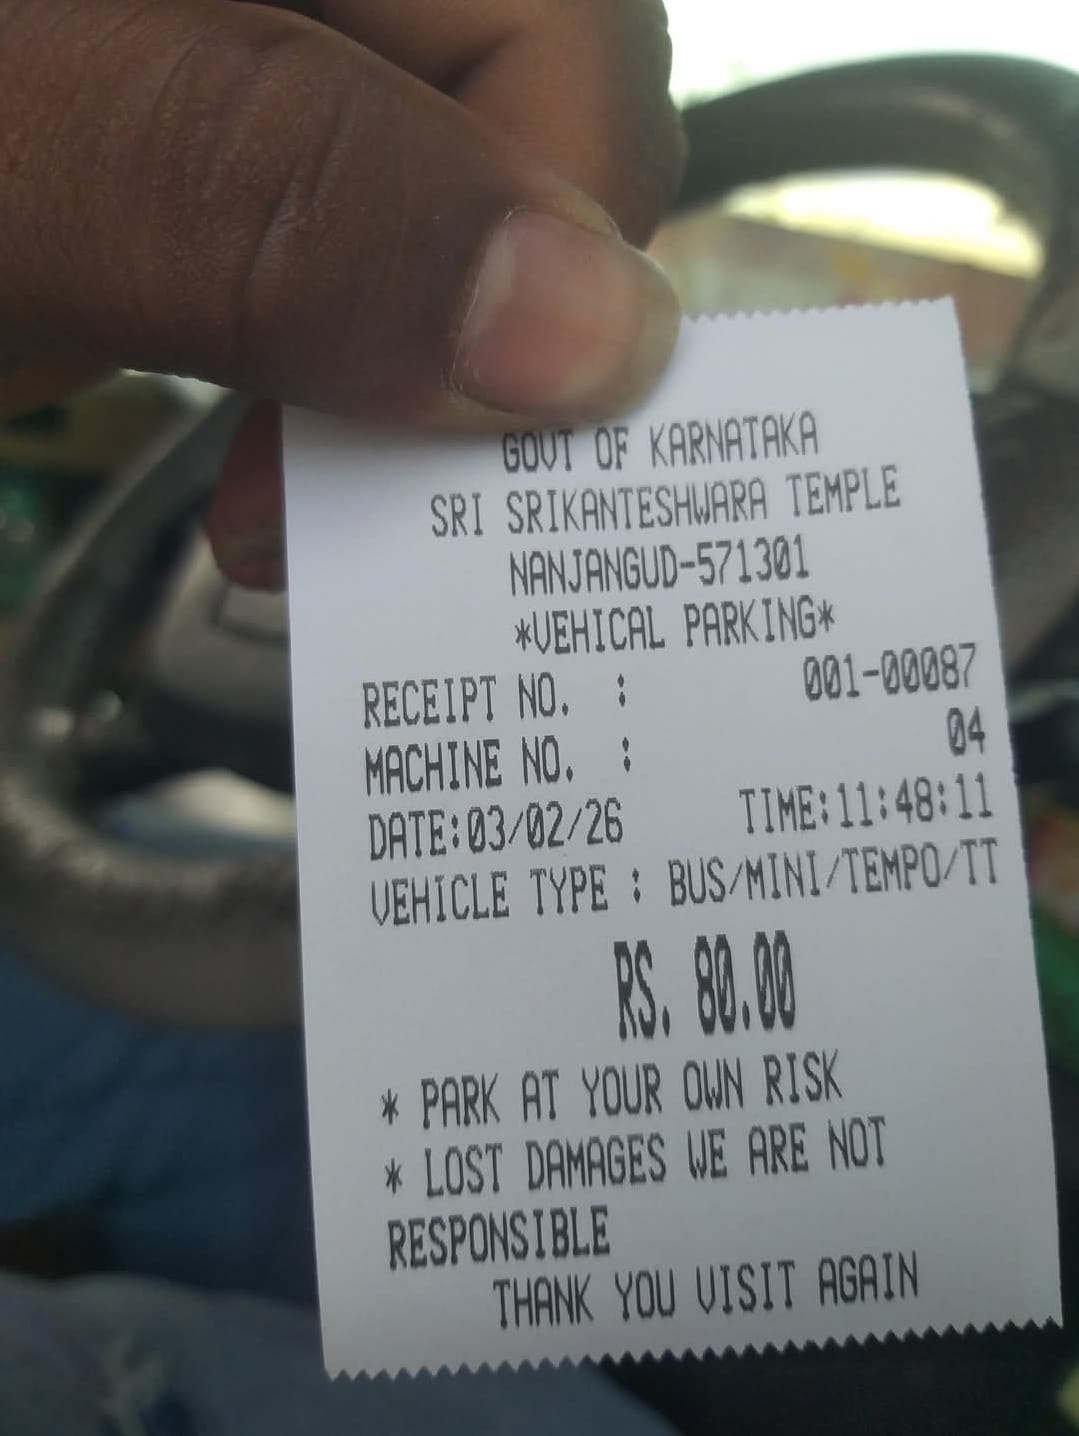 GOVT OF KARNATAKA
SRI SRIKANTESHWARA TEMPLE
NANJANGUD-571301
*VEHICAL PARKING*
RECEIPT NO. : 001-00087
MACHINE NO. : 04
DATE:03/02/26 TIME:11:48:11
VEHICLE TYPE : BUS/MINI/TEMPO/TT
RS. 80.00
* PARK AT YOUR OWN RISK
* LOST DAMAGES WE ARE NOT
RESPONSIBLE
THANK YOU VISIT AGAIN